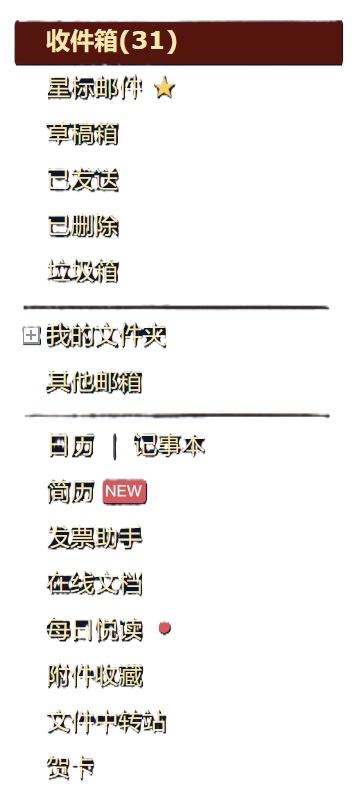 收件箱(31)
星标邮件
草稿箱
已发送
已删除
垃圾箱
我的文件夹
其他邮箱
日历 | 记事本
简历 NEW
发票助手
在线文档
每日悦读
附件收藏
文件中转站
贺卡